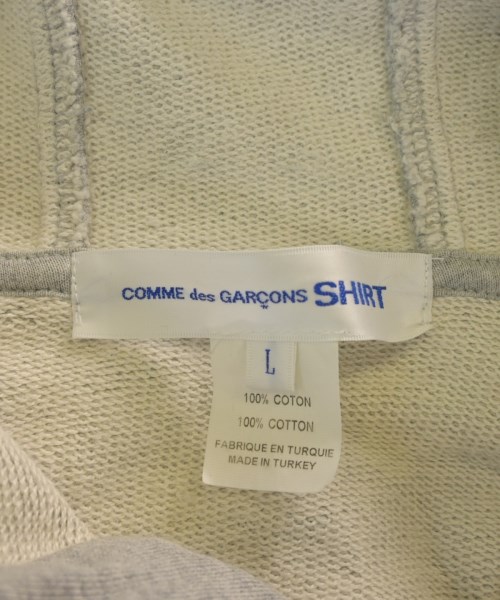 COMME des GARÇONS SHIRT
L
100% COTON
100% COTTON
FABRIQUE EN TURQUIE
MADE IN TURKEY